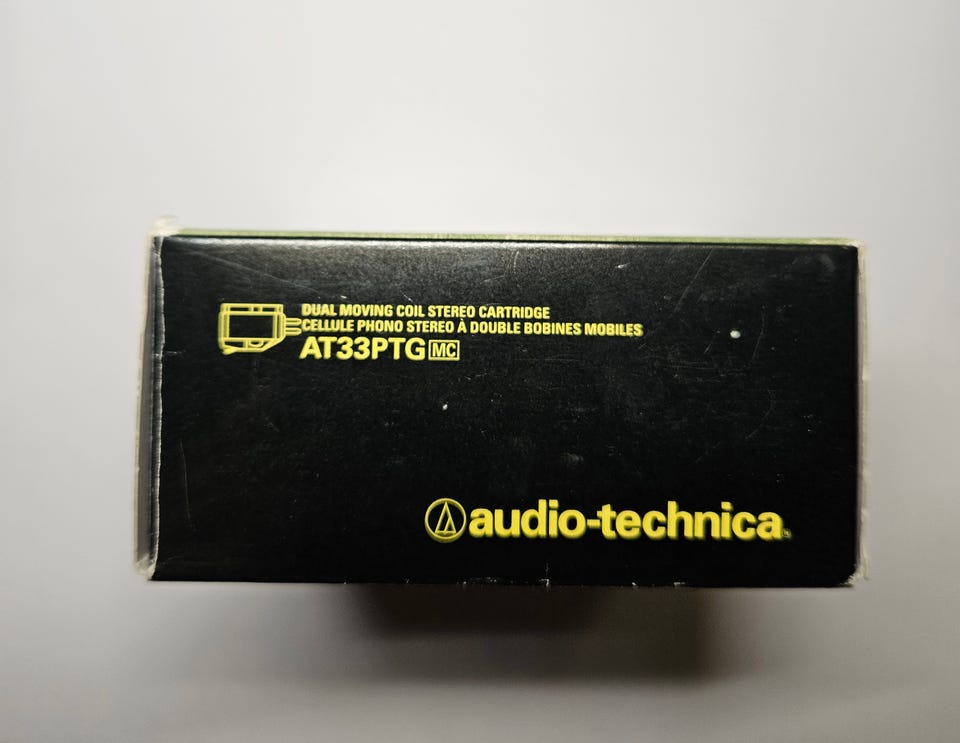 DUAL MOVING COIL STEREO CARTRIDGE
CELLULE PHONO STEREO À DOUBLE BOBINES MOBILES
AT33PTG MC
audio-technica